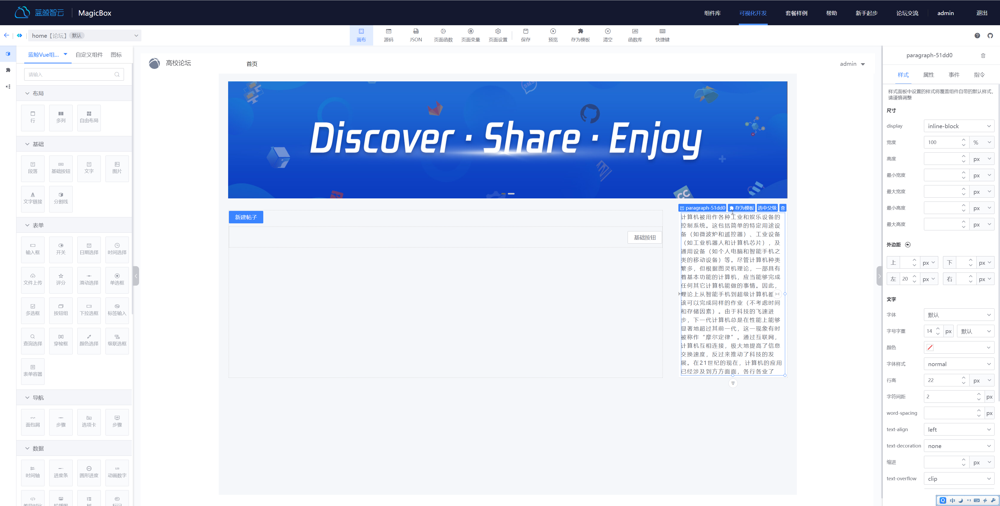 蓝鲸智云 MagicBox 组件库 可视化开发 套餐样例 帮助 新手起步 论坛交流 admin 退出
home【论坛】 默认
画布 源码 JSON 页面函数 页面变量 页面设置 保存 预览 存为模板 清空 函数库 快捷键
蓝鲸Vue组... 自定义组件 图标
请输入
布局
行 多列 自由布局
基础
段落 基础按钮 文字 图片
文字链接 分割线
表单
输入框 开关 日期选择 时间选择
文件上传 评分 滑动选择 单选框
多选框 按钮组 下拉选框 标签输入
查询选择 穿梭框 颜色选择 级联选框
表单容器
导航
面包屑 步骤 选项卡 步骤
数据
时间轴 进度条 圆形进度 动画数字
差异对比 轮播图 树 标记
高校论坛 首页 admin
SMS
Discover · Share · Enjoy
CC
新建帖子
基础按钮
paragraph-51dd0 存为模板 选中父级
计算机被用作各种工业和娱乐设备的
控制系统。这包括简单的特定用途设
备（如微波炉和遥控器）、工业设备
（如工业机器人和计算机芯片），及
通用设备（如个人电脑和智能手机之
类的移动设备）等。尽管计算机种类
繁多，但根据图灵机理论，一部具有
着基本功能的计算机，应当能够完成
任何其它计算机能做的事情。因此，
理论上从智能手机到超级计算机都
该可以完成同样的作业（不考虑时间
和存储因素）。由于科技的飞速进
步，下一代计算机总是在性能上能够
显著地超过其前一代，这一现象有时
被称作“摩尔定律”。通过互联网，
计算机互相连接，极大地提高了信息
交换速度，反过来推动了科技的发
展。在21世纪的现在，计算机的应用
已经涉及到方方面面，各行各业了
paragraph-51dd0
样式 属性 事件 指令
样式面板中设置的样式将覆盖组件自带的默认样式，
请谨慎调整
尺寸
display inline-block
宽度 100 %
高度 px
最小宽度 px
最大宽度 px
最小高度 px
最大高度 px
外边距
上 px 下 px
左 20 px 右 px
文字
字体 默认
字号字重 14 px 默认
颜色
字体样式 normal
行高 22 px
字符间距 2 px
word-spacing px
text-align left
text-decoration none
缩进 px
text-overflow clip
中